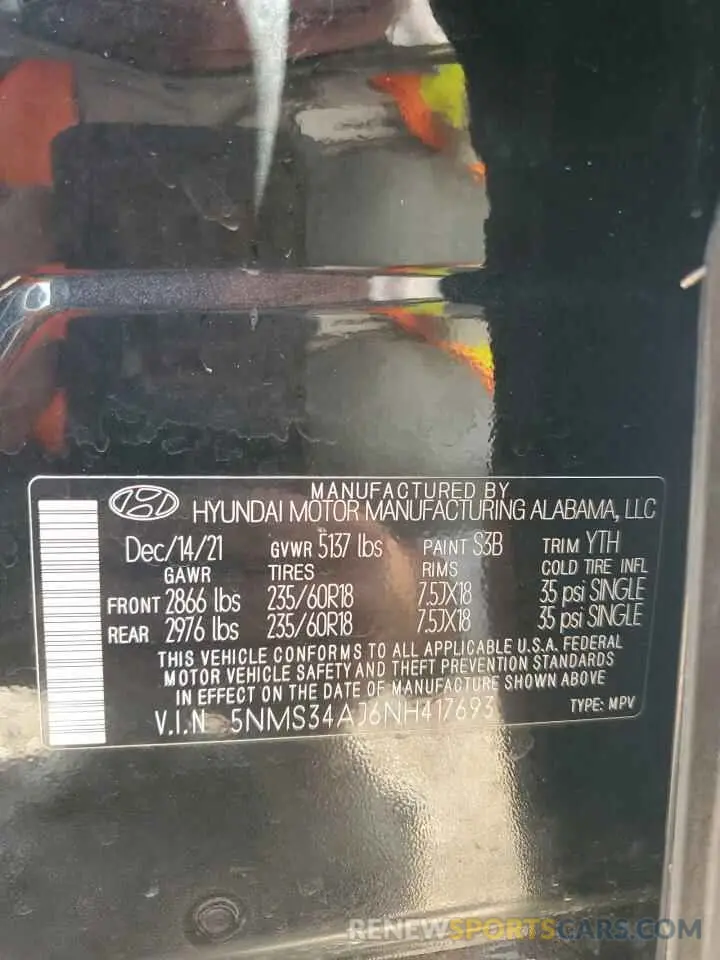 MANUFACTURED BY
HYUNDAI MOTOR MANUFACTURING ALABAMA, LLC
Dec/14/21 GVWR 5137 lbs PAINT S3B TRIM YTH
GAWR TIRES RIMS COLD TIRE INFL
FRONT 2866 lbs 235/60R18 7.5JX18 35 psi SINGLE
REAR 2976 lbs 235/60R18 7.5JX18 35 psi SINGLE
THIS VEHICLE CONFORMS TO ALL APPLICABLE U.S.A. FEDERAL
MOTOR VEHICLE SAFETY AND THEFT PREVENTION STANDARDS
IN EFFECT ON THE DATE OF MANUFACTURE SHOWN ABOVE
V.I.N 5NMS34AJ6NH417693 TYPE: MPV
RENEWSPORTSCARS.COM